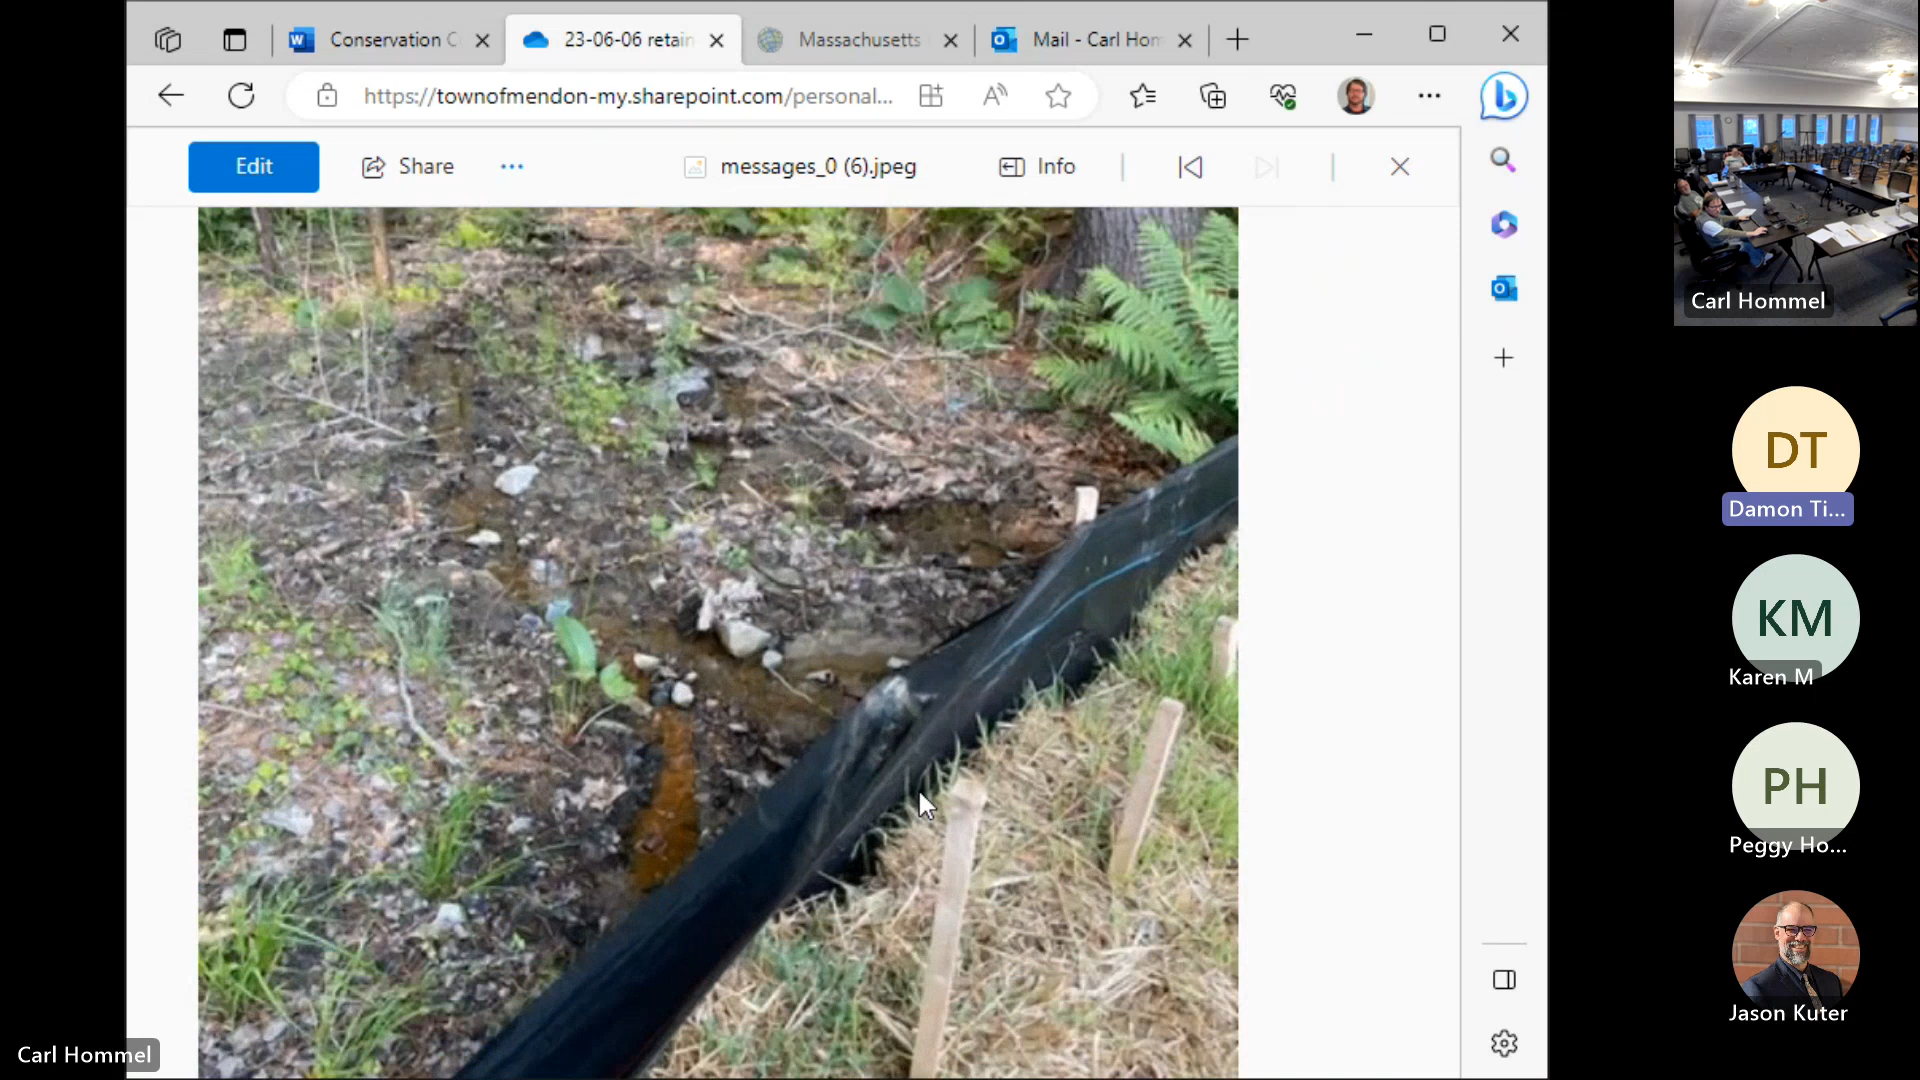 Conservation C
23-06-06 retain
Massachusetts
Mail - Carl Hom
https://townofmendon-my.sharepoint.com/personal...
Edit
Share
messages_0 (6).jpeg
Info
Carl Hommel
DT
Damon Ti...
KM
Karen M
PH
Peggy Ho...
Jason Kuter
Carl Hommel